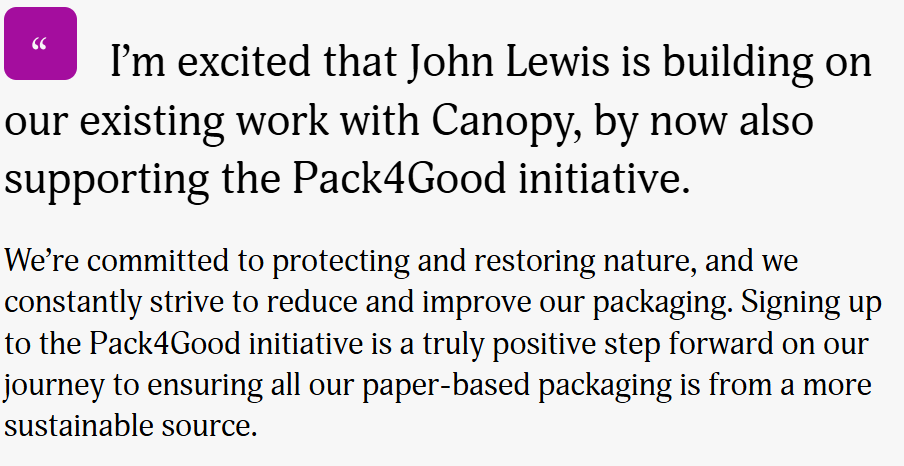 “ I’m excited that John Lewis is building on
our existing work with Canopy, by now also
supporting the Pack4Good initiative.
We’re committed to protecting and restoring nature, and we
constantly strive to reduce and improve our packaging. Signing up
to the Pack4Good initiative is a truly positive step forward on our
journey to ensuring all our paper-based packaging is from a more
sustainable source.